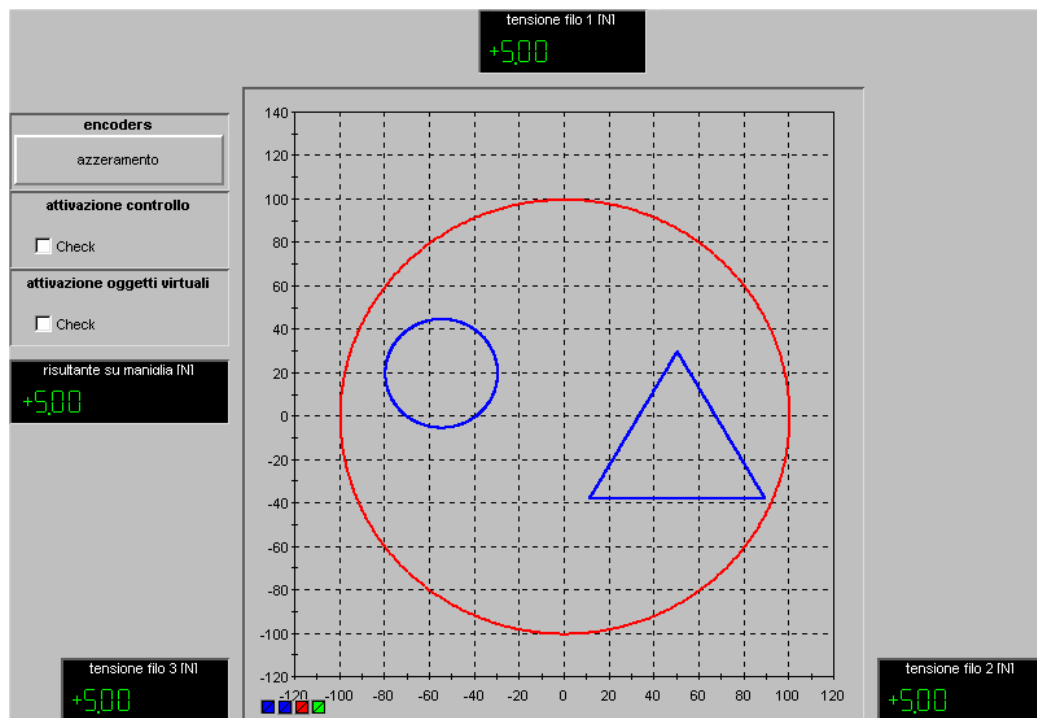 tensione filo 1 [N]
+5.00
encoders
azzeramento
attivazione controllo
Check
attivazione oggetti virtuali
Check
risultante su maniglia [N]
+5.00
140
120
100
80
60
40
20
0
-20
-40
-60
-80
-100
-120
-120 -100 -80 -60 -40 -20 0 20 40 60 80 100 120
tensione filo 3 [N]
+5.00
tensione filo 2 [N]
+5.00